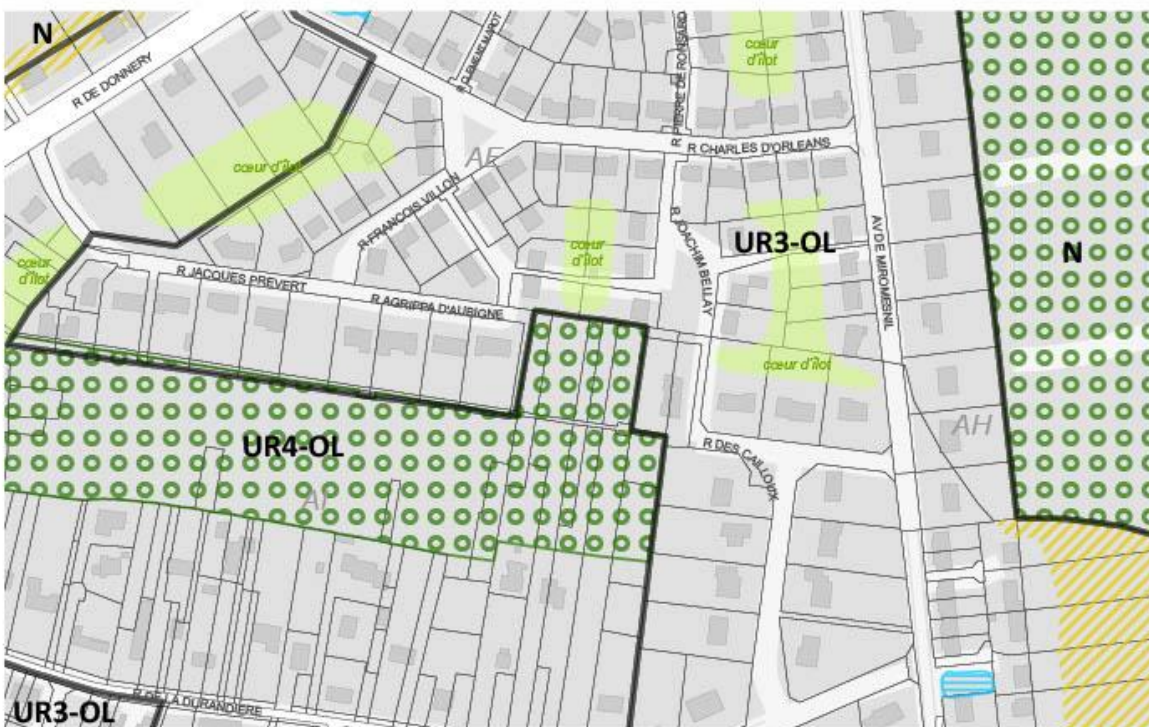 N
R DE DONNERY
R CLEMENT MAROT
R PIERRE DE RONSARD
cœur
d'îlot
cœur d'îlot
AE
R CHARLES D'ORLEANS
R FRANCOIS VILLON
R JOACHIM BELLAY
UR3-OL
AV DE MIROMESNIL
N
cœur
d'îlot
cœur
d'îlot
R JACQUES PREVERT
R AGRIPPA D'AUBIGNE
cœur d'îlot
UR4-OL
AH
R DES CAILLOUX
AI
R DE LA DURANDIERE
UR3-OL